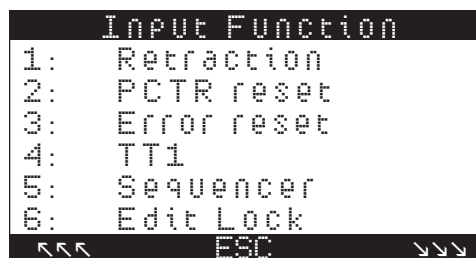 Input Function
1: Retraction
2: PCTR reset
3: Error reset
4: TT1
5: Sequencer
6: Edit Lock
↖↖↖ ESC ↘↘↘